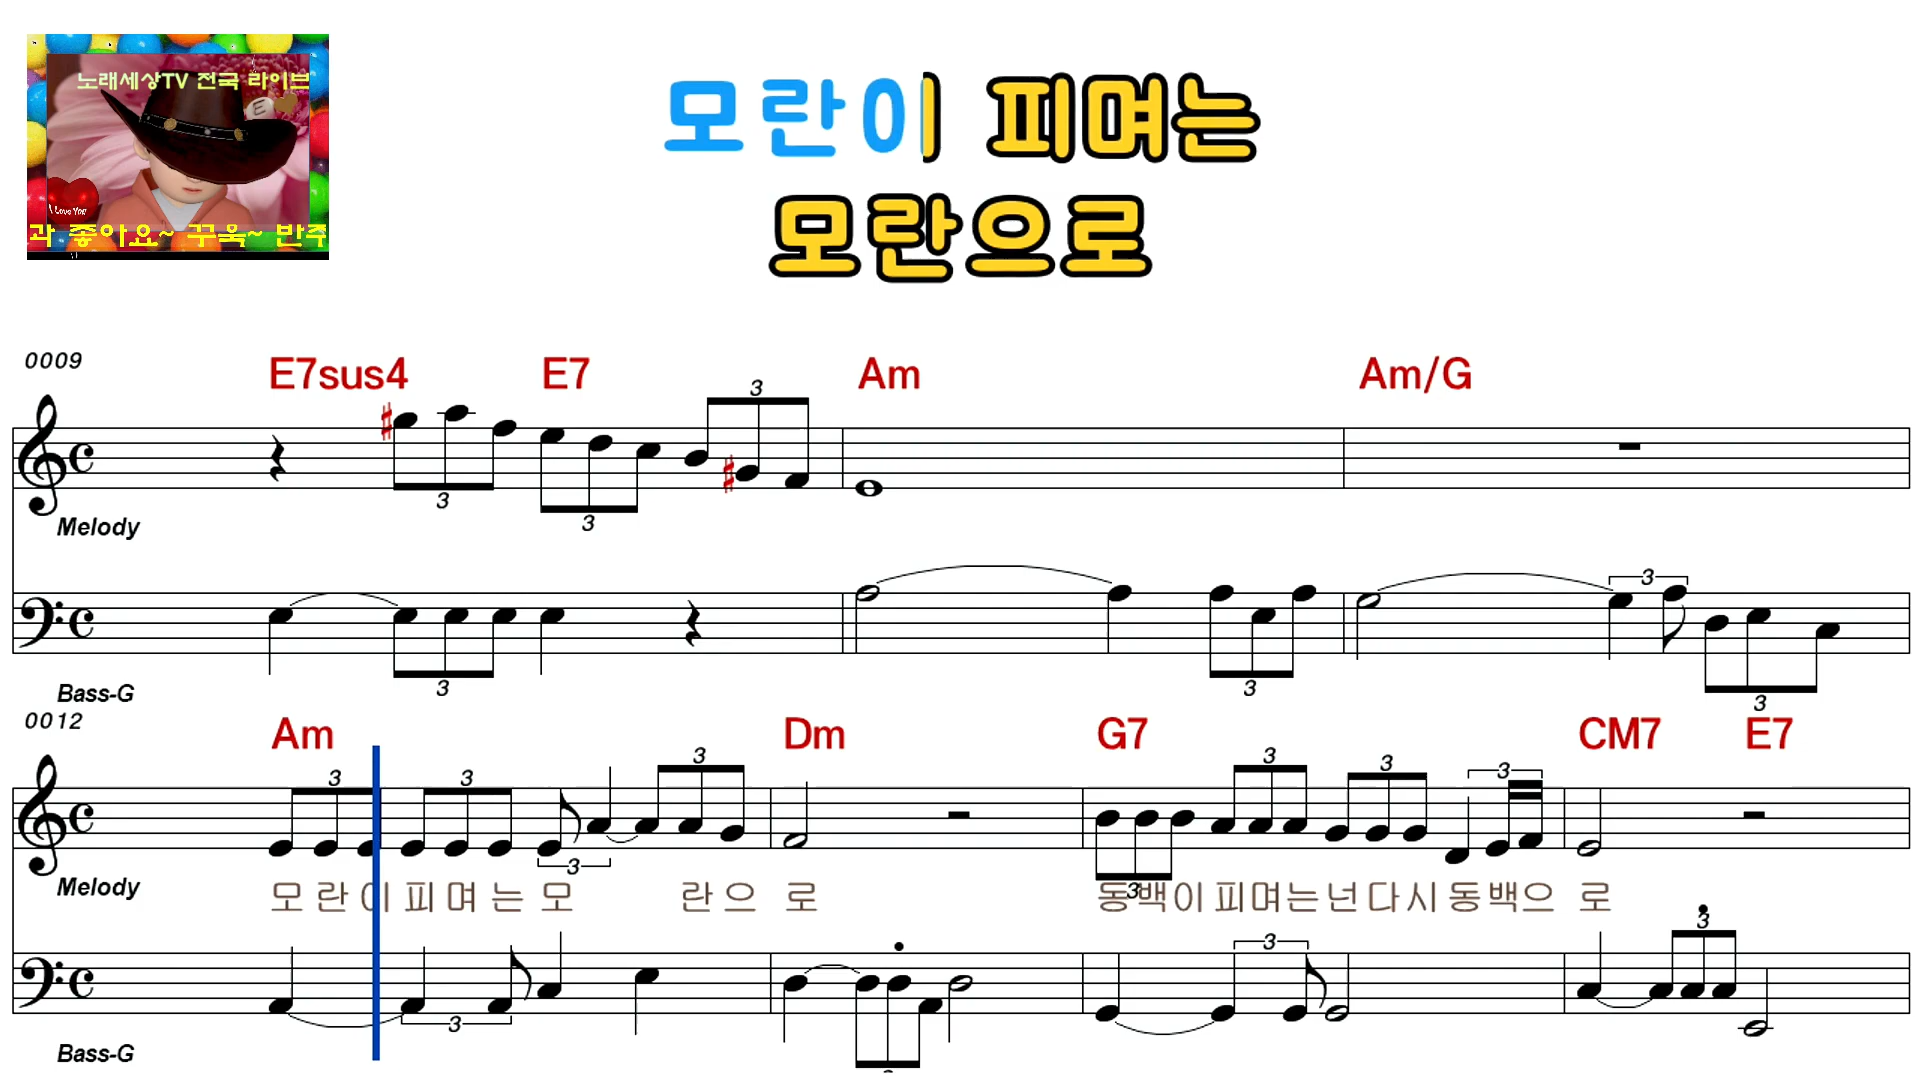 노래세상TV 전국 라이브
E
I Love You
과 좋아요~ 꾸욱~ 반주
모란이 피며는
모란으로
0009
E7sus4 E7 Am Am/G
3 3 3
Melody
3 3 3 3
Bass-G
0012
Am Dm G7 CM7 E7
3 3 3 3 3 3 3 3
Melody
모란이피며는모 란으로 동백이피며는넌다시동백으로
3 3 3
Bass-G